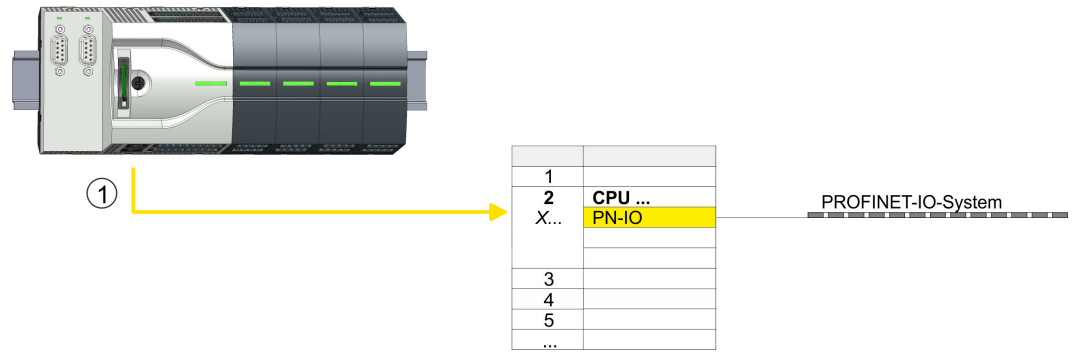 ①
1
2 CPU ...
X... PN-IO
3
4
5
...
PROFINET-IO-System